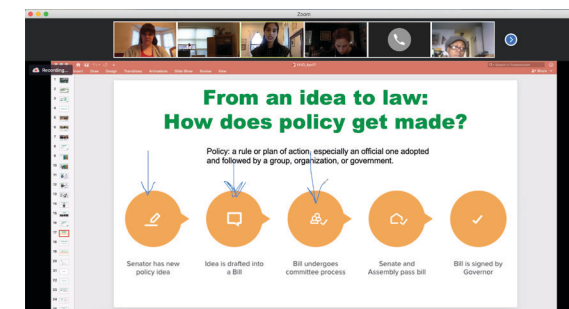 Zoom
Recording...
From an idea to law:
How does policy get made?
Policy: a rule or plan of action, especially an official one adopted
and followed by a group, organization, or government.
Senator has new
policy idea
Idea is drafted into
a Bill
Bill undergoes
committee process
Senate and
Assembly pass bill
Bill is signed by
Governor